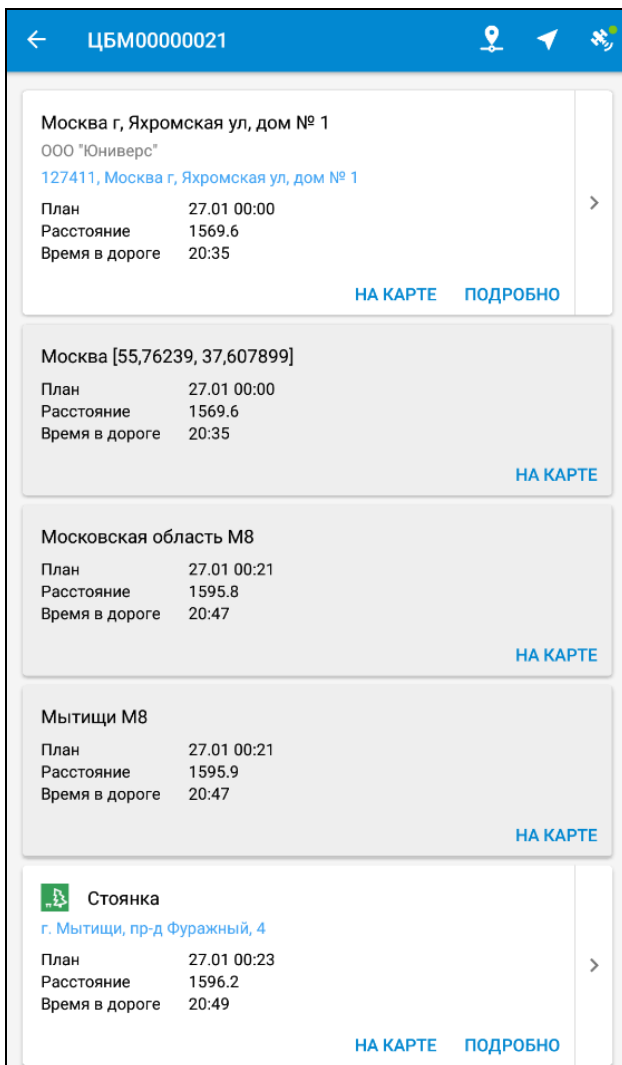 ЦБМ00000021
Москва г, Яхромская ул, дом № 1
ООО "Юниверс"
127411, Москва г, Яхромская ул, дом № 1
План 27.01 00:00
Расстояние 1569.6
Время в дороге 20:35
НА КАРТЕ ПОДРОБНО
Москва [55,76239, 37,607899]
План 27.01 00:00
Расстояние 1569.6
Время в дороге 20:35
НА КАРТЕ
Московская область М8
План 27.01 00:21
Расстояние 1595.8
Время в дороге 20:47
НА КАРТЕ
Мытищи М8
План 27.01 00:21
Расстояние 1595.9
Время в дороге 20:47
НА КАРТЕ
Стоянка
г. Мытищи, пр-д Фуражный, 4
План 27.01 00:23
Расстояние 1596.2
Время в дороге 20:49
НА КАРТЕ ПОДРОБНО